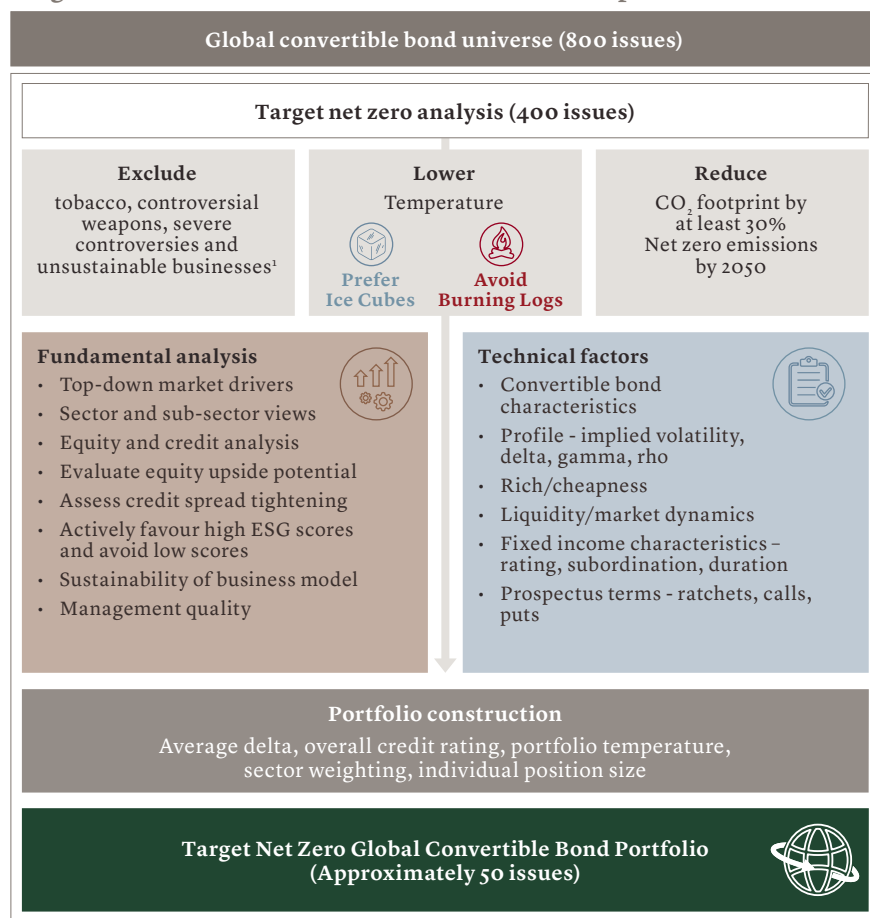 Global convertible bond universe (800 issues)
Target net zero analysis (400 issues)
Exclude
tobacco, controversial
weapons, severe
controversies and
unsustainable businesses¹
Lower
Temperature
Prefer
Ice Cubes
Avoid
Burning Logs
Reduce
CO₂ footprint by
at least 30%
Net zero emissions
by 2050
Fundamental analysis
• Top-down market drivers
• Sector and sub-sector views
• Equity and credit analysis
• Evaluate equity upside potential
• Assess credit spread tightening
• Actively favour high ESG scores
and avoid low scores
• Sustainability of business model
• Management quality
Technical factors
• Convertible bond
characteristics
• Profile - implied volatility,
delta, gamma, rho
• Rich/cheapness
• Liquidity/market dynamics
• Fixed income characteristics –
rating, subordination, duration
• Prospectus terms - ratchets, calls,
puts
Portfolio construction
Average delta, overall credit rating, portfolio temperature,
sector weighting, individual position size
Target Net Zero Global Convertible Bond Portfolio
(Approximately 50 issues)